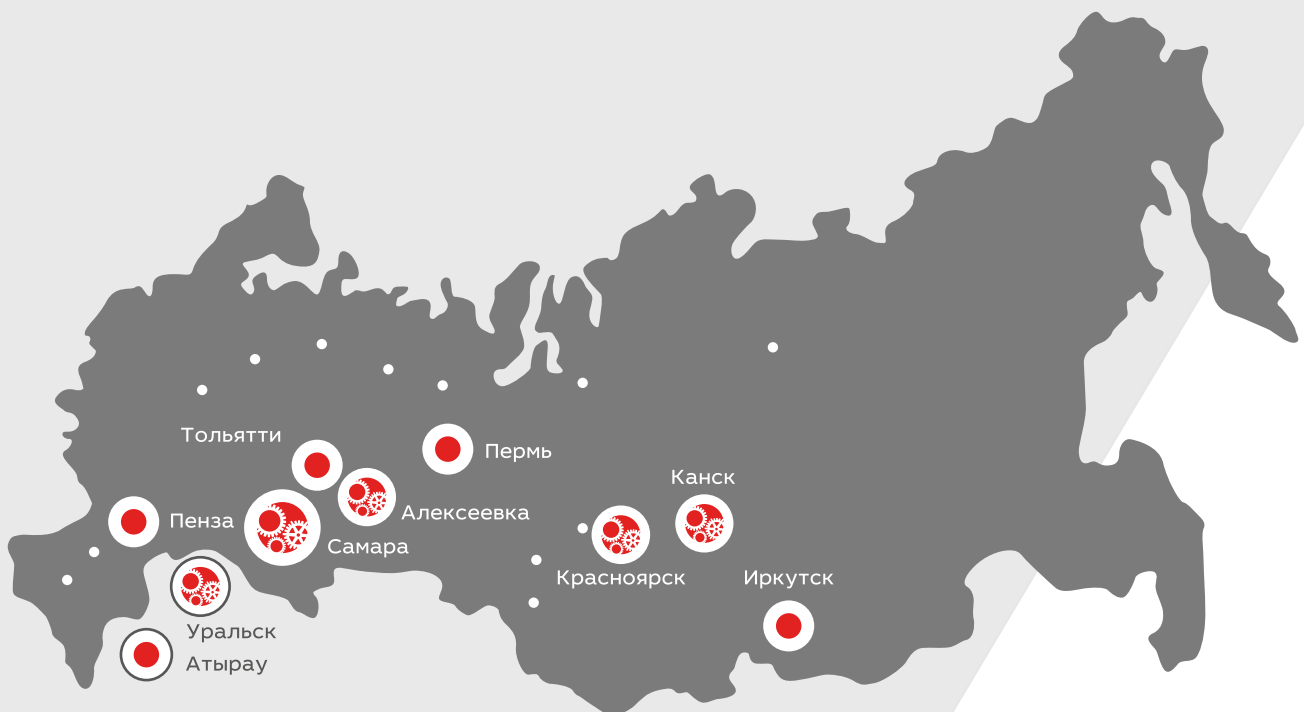 Тольятти
Пермь
Канск
Алексеевка
Пенза
Самара
Красноярск
Иркутск
Уральск
Атырау